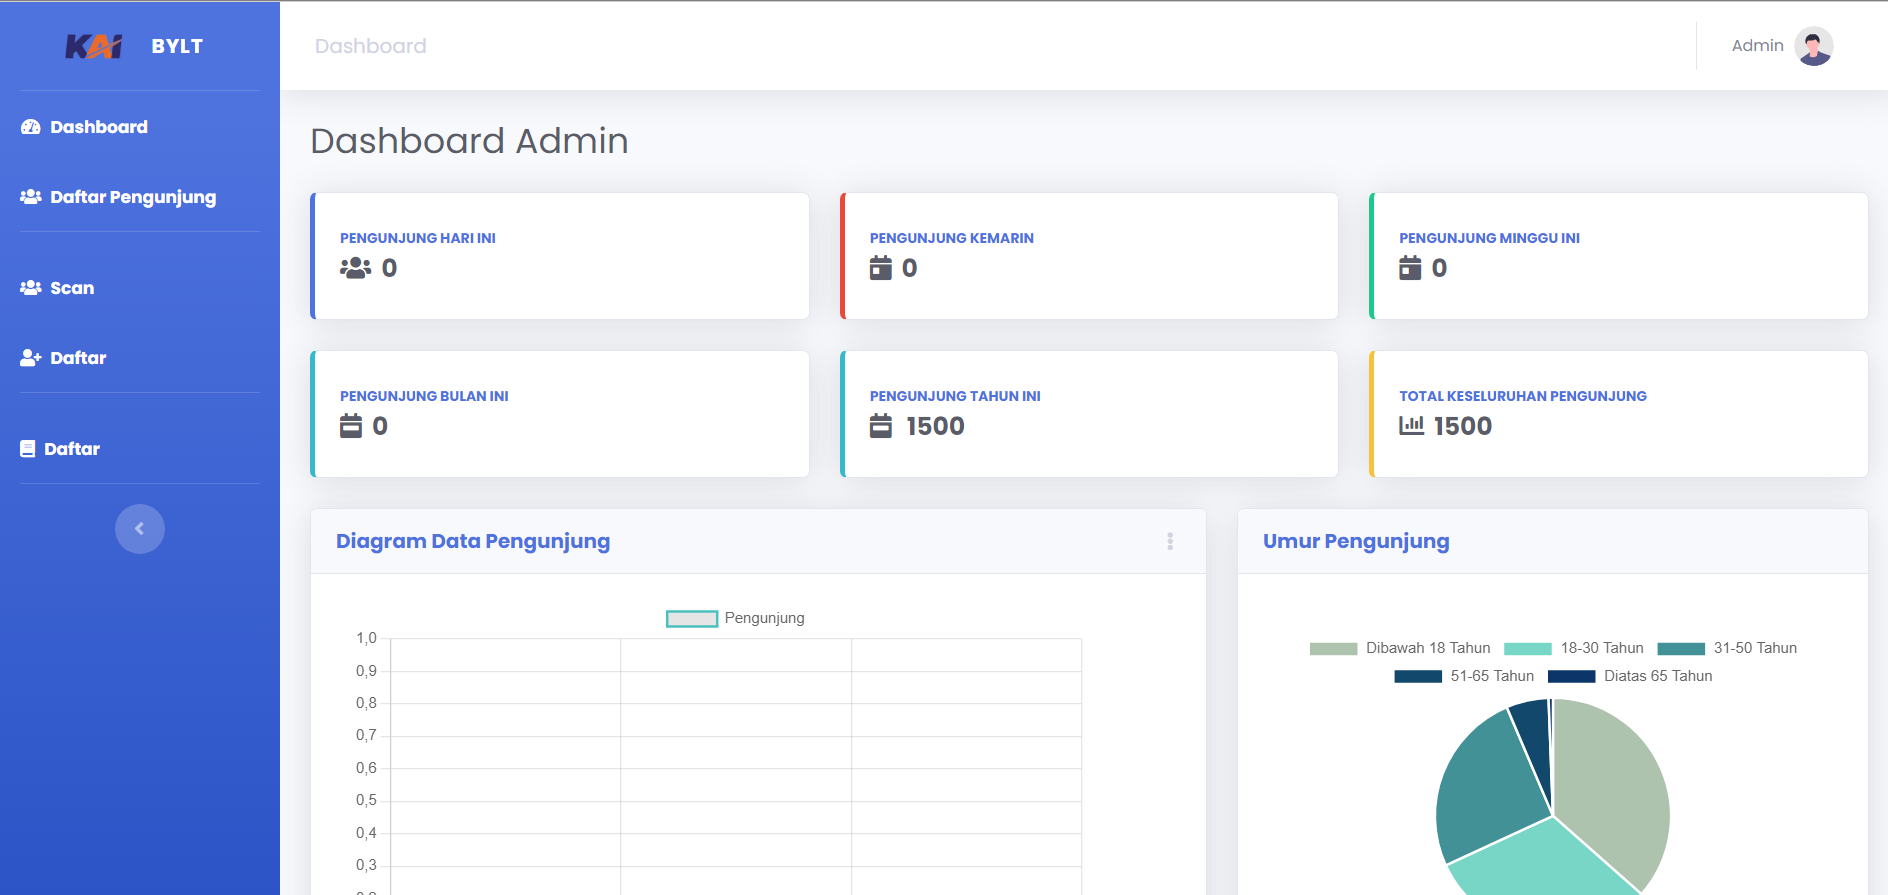 KAI BYLT
Dashboard
Admin
Dashboard
Daftar Pengunjung
Scan
Daftar
Daftar
Dashboard Admin
PENGUNJUNG HARI INI
0
PENGUNJUNG KEMARIN
0
PENGUNJUNG MINGGU INI
0
PENGUNJUNG BULAN INI
0
PENGUNJUNG TAHUN INI
1500
TOTAL KESELURUHAN PENGUNJUNG
1500
Diagram Data Pengunjung
Pengunjung
1,0
0,9
0,8
0,7
0,6
0,5
0,4
0,3
Umur Pengunjung
Dibawah 18 Tahun 18-30 Tahun 31-50 Tahun
51-65 Tahun Diatas 65 Tahun